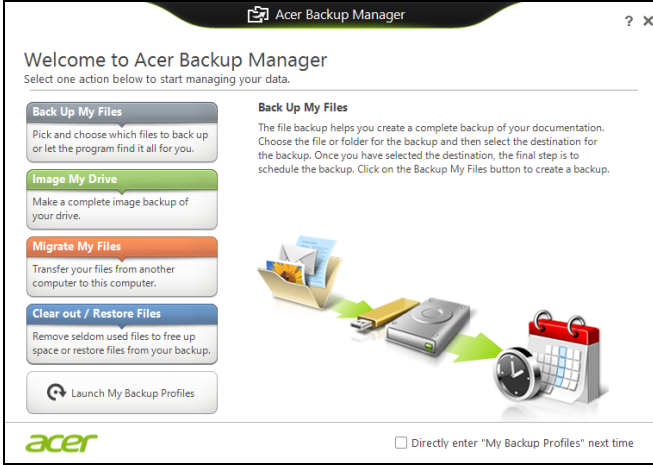 Acer Backup Manager
? X
Welcome to Acer Backup Manager
Select one action below to start managing your data.
Back Up My Files
Pick and choose which files to back up
or let the program find it all for you.
Image My Drive
Make a complete image backup of
your drive.
Migrate My Files
Transfer your files from another
computer to this computer.
Clear out / Restore Files
Remove seldom used files to free up
space or restore files from your backup.
Launch My Backup Profiles
Back Up My Files
The file backup helps you create a complete backup of your documentation.
Choose the file or folder for the backup and then select the destination for
the backup. Once you have selected the destination, the final step is to
schedule the backup. Click on the Backup My Files button to create a backup.
acer
Directly enter "My Backup Profiles" next time